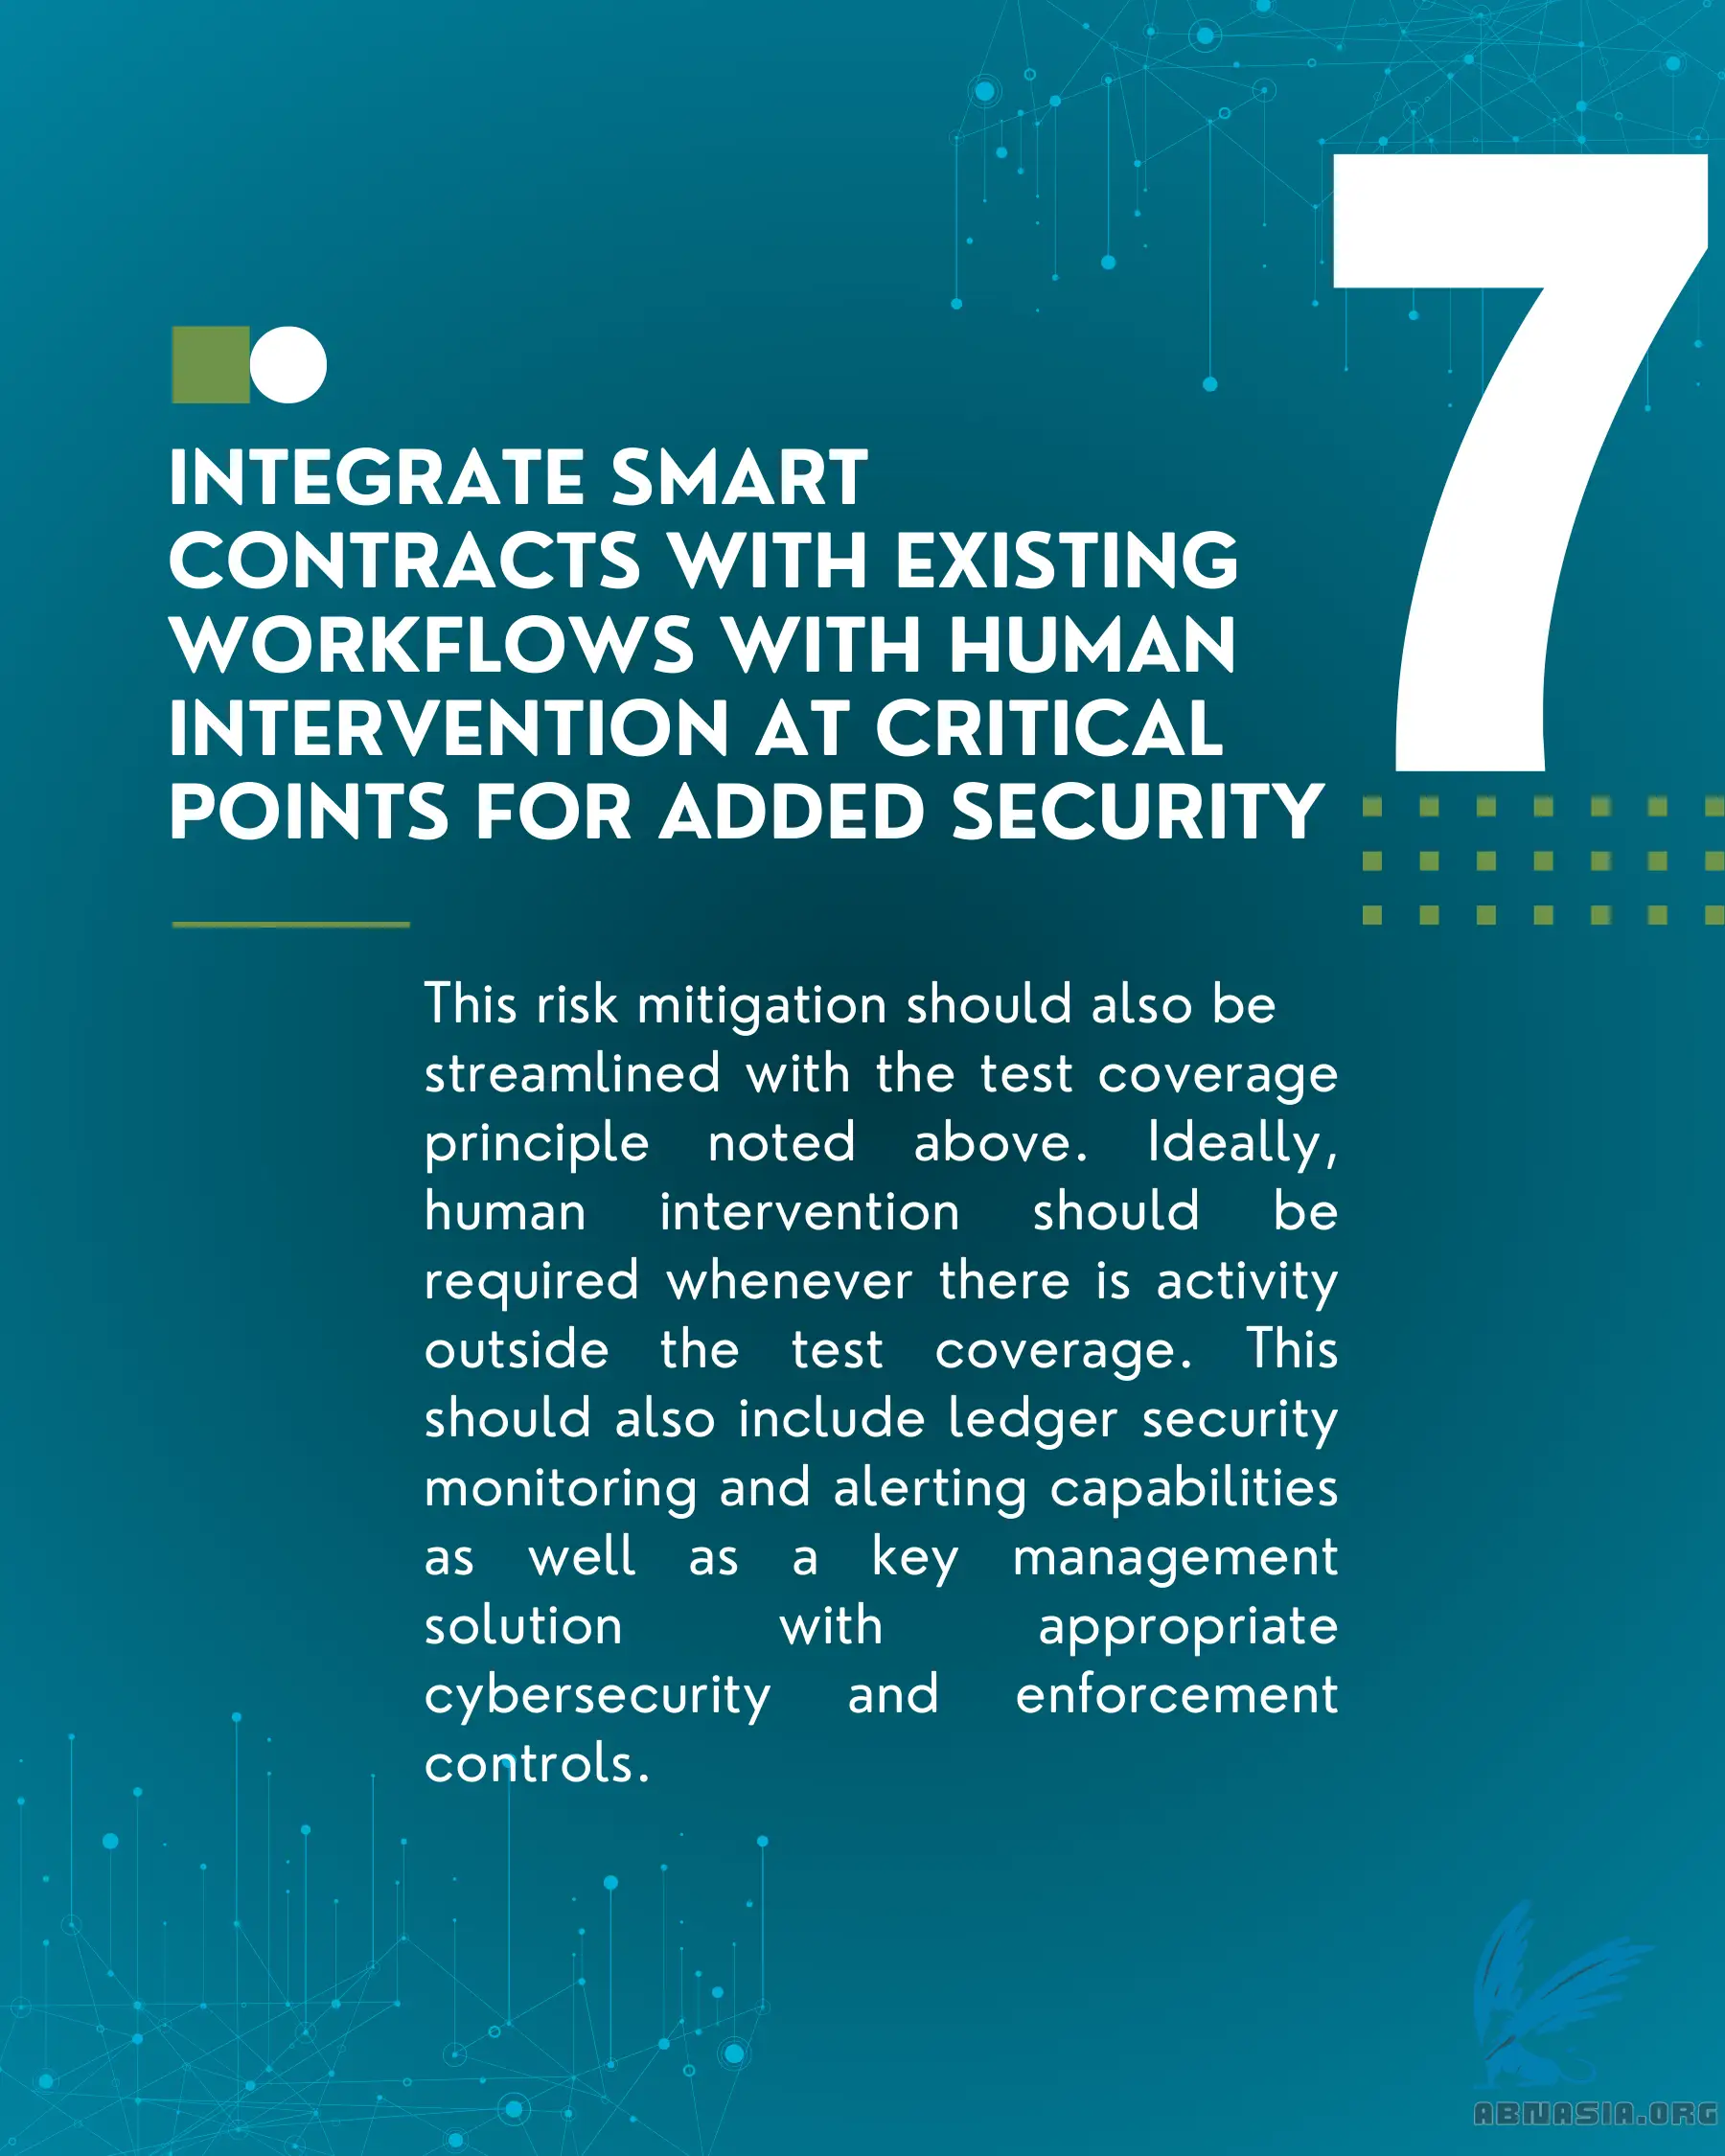 7
INTEGRATE SMART
CONTRACTS WITH EXISTING
WORKFLOWS WITH HUMAN
INTERVENTION AT CRITICAL
POINTS FOR ADDED SECURITY
This risk mitigation should also be
streamlined with the test coverage
principle noted above. Ideally,
human intervention should be
required whenever there is activity
outside the test coverage. This
should also include ledger security
monitoring and alerting capabilities
as well as a key management
solution with appropriate
cybersecurity and enforcement
controls.
ABNASIA.ORG